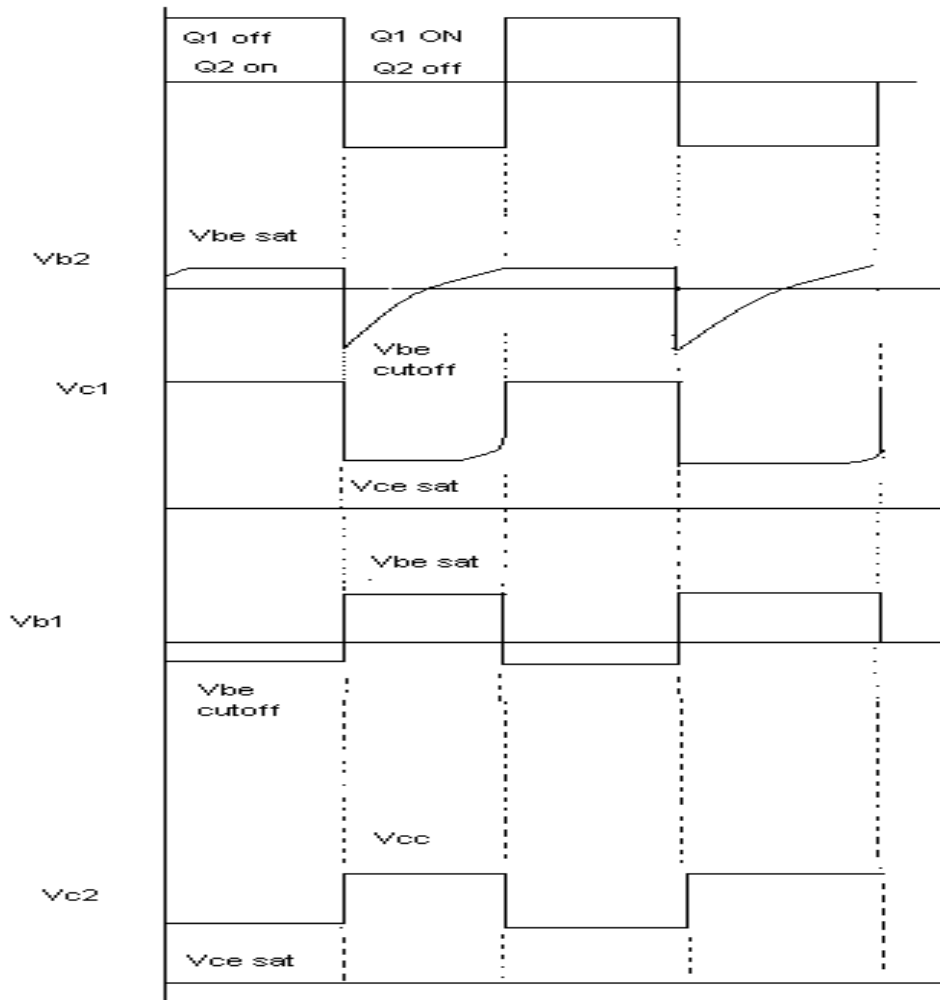 Q1 off
Q1 ON
Q2 on
Q2 off
Vbe sat
Vb2
Vbe
cutoff
Vc1
Vce sat
Vbe sat
Vb1
Vbe
cutoff
Vcc
Vc2
Vce sat